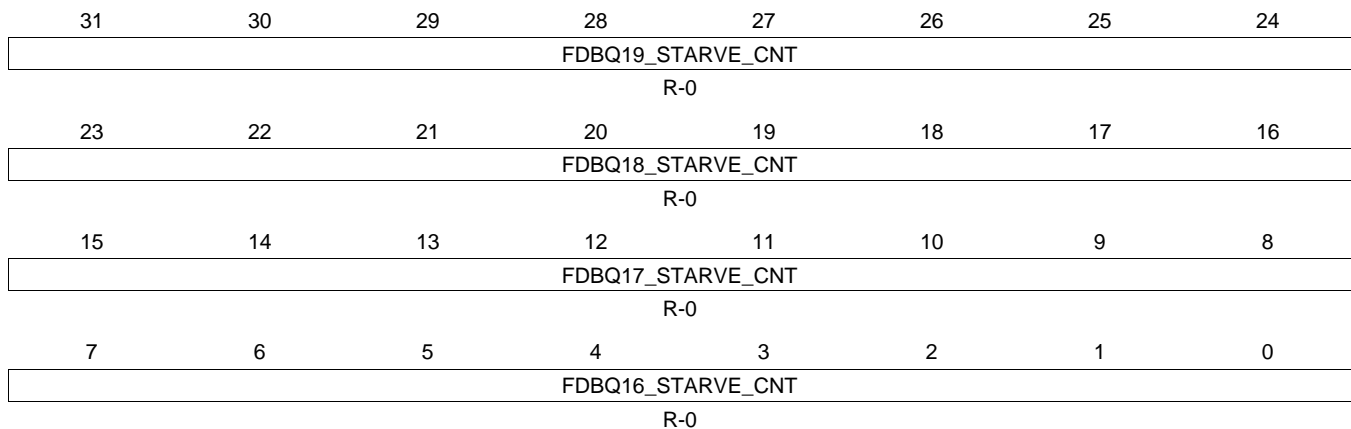 31 30 29 28 27 26 25 24
FDBQ19_STARVE_CNT
R-0
23 22 21 20 19 18 17 16
FDBQ18_STARVE_CNT
R-0
15 14 13 12 11 10 9 8
FDBQ17_STARVE_CNT
R-0
7 6 5 4 3 2 1 0
FDBQ16_STARVE_CNT
R-0